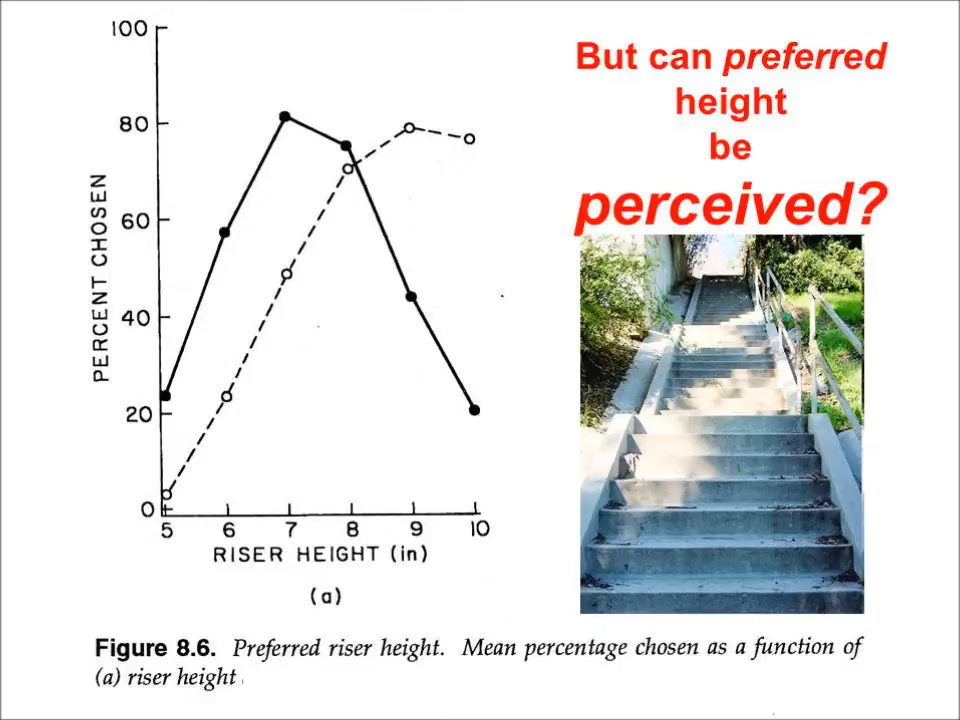 But can preferred
height
be
perceived?
100
80
60
40
20
0
PERCENT CHOSEN
5 6 7 8 9 10
RISER HEIGHT (in)
(a)
Figure 8.6. Preferred riser height. Mean percentage chosen as a function of
(a) riser height